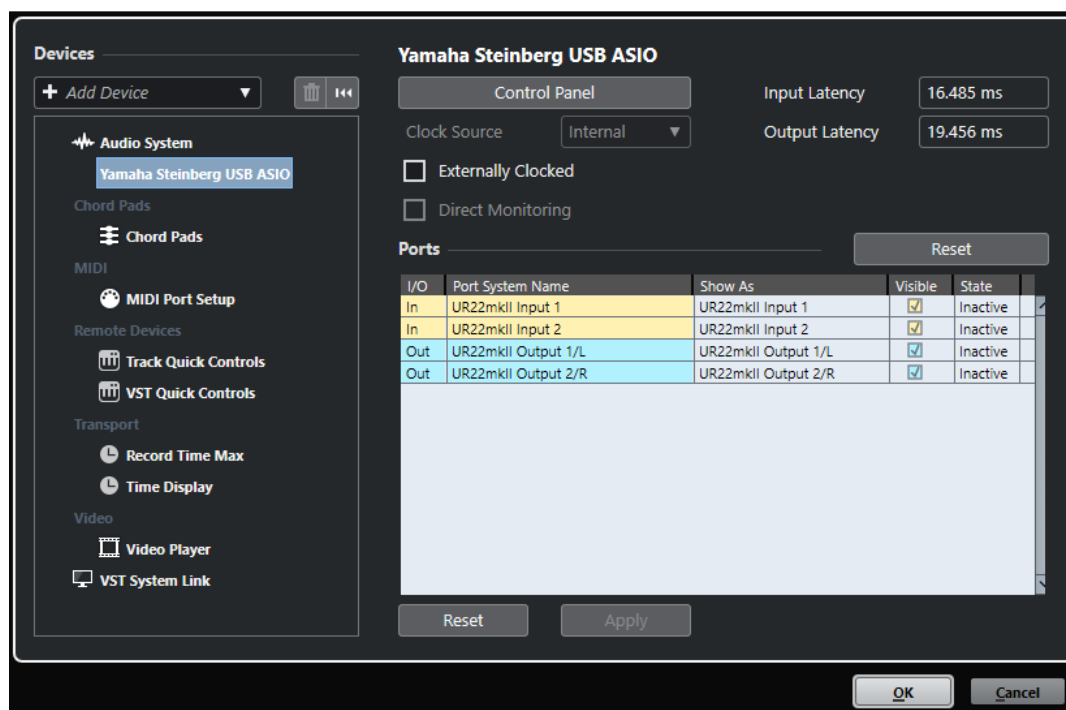 Devices
Add Device
Audio System
Yamaha Steinberg USB ASIO
Chord Pads
Chord Pads
MIDI
MIDI Port Setup
Remote Devices
Track Quick Controls
VST Quick Controls
Transport
Record Time Max
Time Display
Video
Video Player
VST System Link
Yamaha Steinberg USB ASIO
Control Panel
Input Latency 16.485 ms
Clock Source Internal
Output Latency 19.456 ms
Externally Clocked
Direct Monitoring
Ports
Reset
I/O Port System Name Show As Visible State
In UR22mkII Input 1 UR22mkII Input 1 Inactive
In UR22mkII Input 2 UR22mkII Input 2 Inactive
Out UR22mkII Output 1/L UR22mkII Output 1/L Inactive
Out UR22mkII Output 2/R UR22mkII Output 2/R Inactive
Reset Apply
OK Cancel